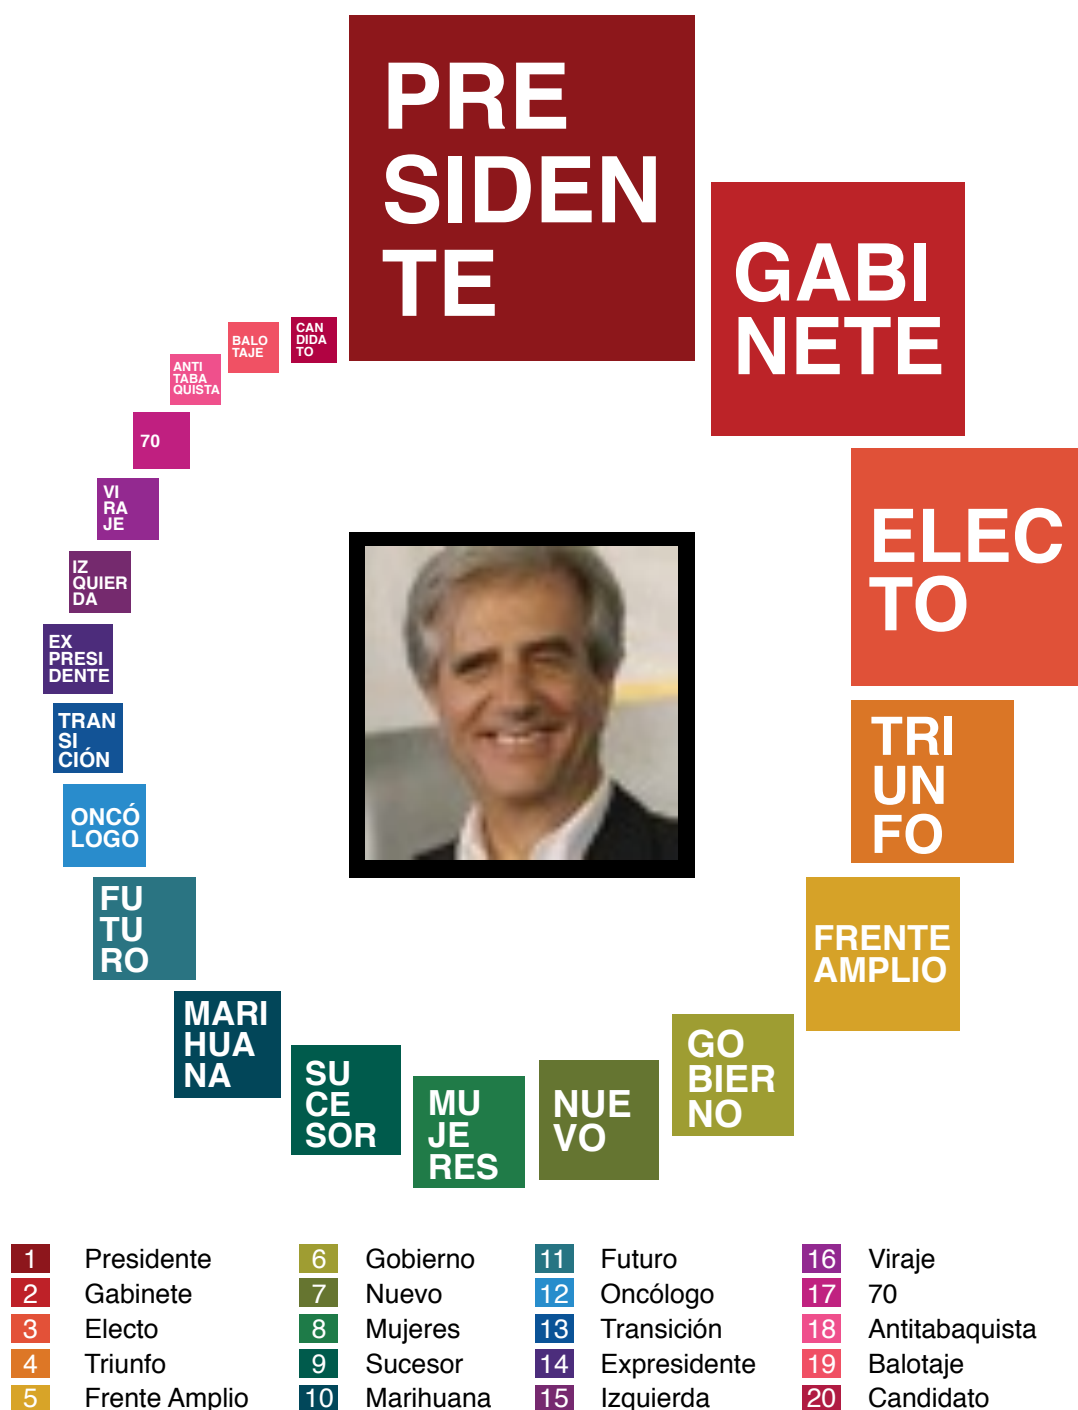 PRE
SIDEN
TE
GABI
NETE
ELEC
TO
TRI
UN
FO
FRENTE
AMPLIO
GO
BIER
NO
NUE
VO
MU
JE
RES
SU
CE
SOR
MARI
HUA
NA
FU
TU
RO
ONCÓ
LOGO
TRAN
SI
CIÓN
EX
PRESI
DENTE
IZ
QUIER
DA
VI
RA
JE
70
ANTI
TABA
QUISTA
BALO
TAJE
CAN
DIDA
TO
1 Presidente
2 Gabinete
3 Electo
4 Triunfo
5 Frente Amplio
6 Gobierno
7 Nuevo
8 Mujeres
9 Sucesor
10 Marihuana
11 Futuro
12 Oncólogo
13 Transición
14 Expresidente
15 Izquierda
16 Viraje
17 70
18 Antitabaquista
19 Balotaje
20 Candidato